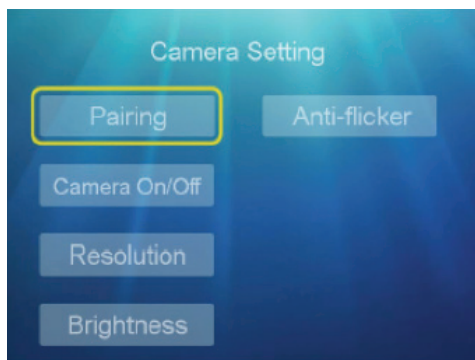 Camera Setting
Pairing
Anti-flicker
Camera On/Off
Resolution
Brightness